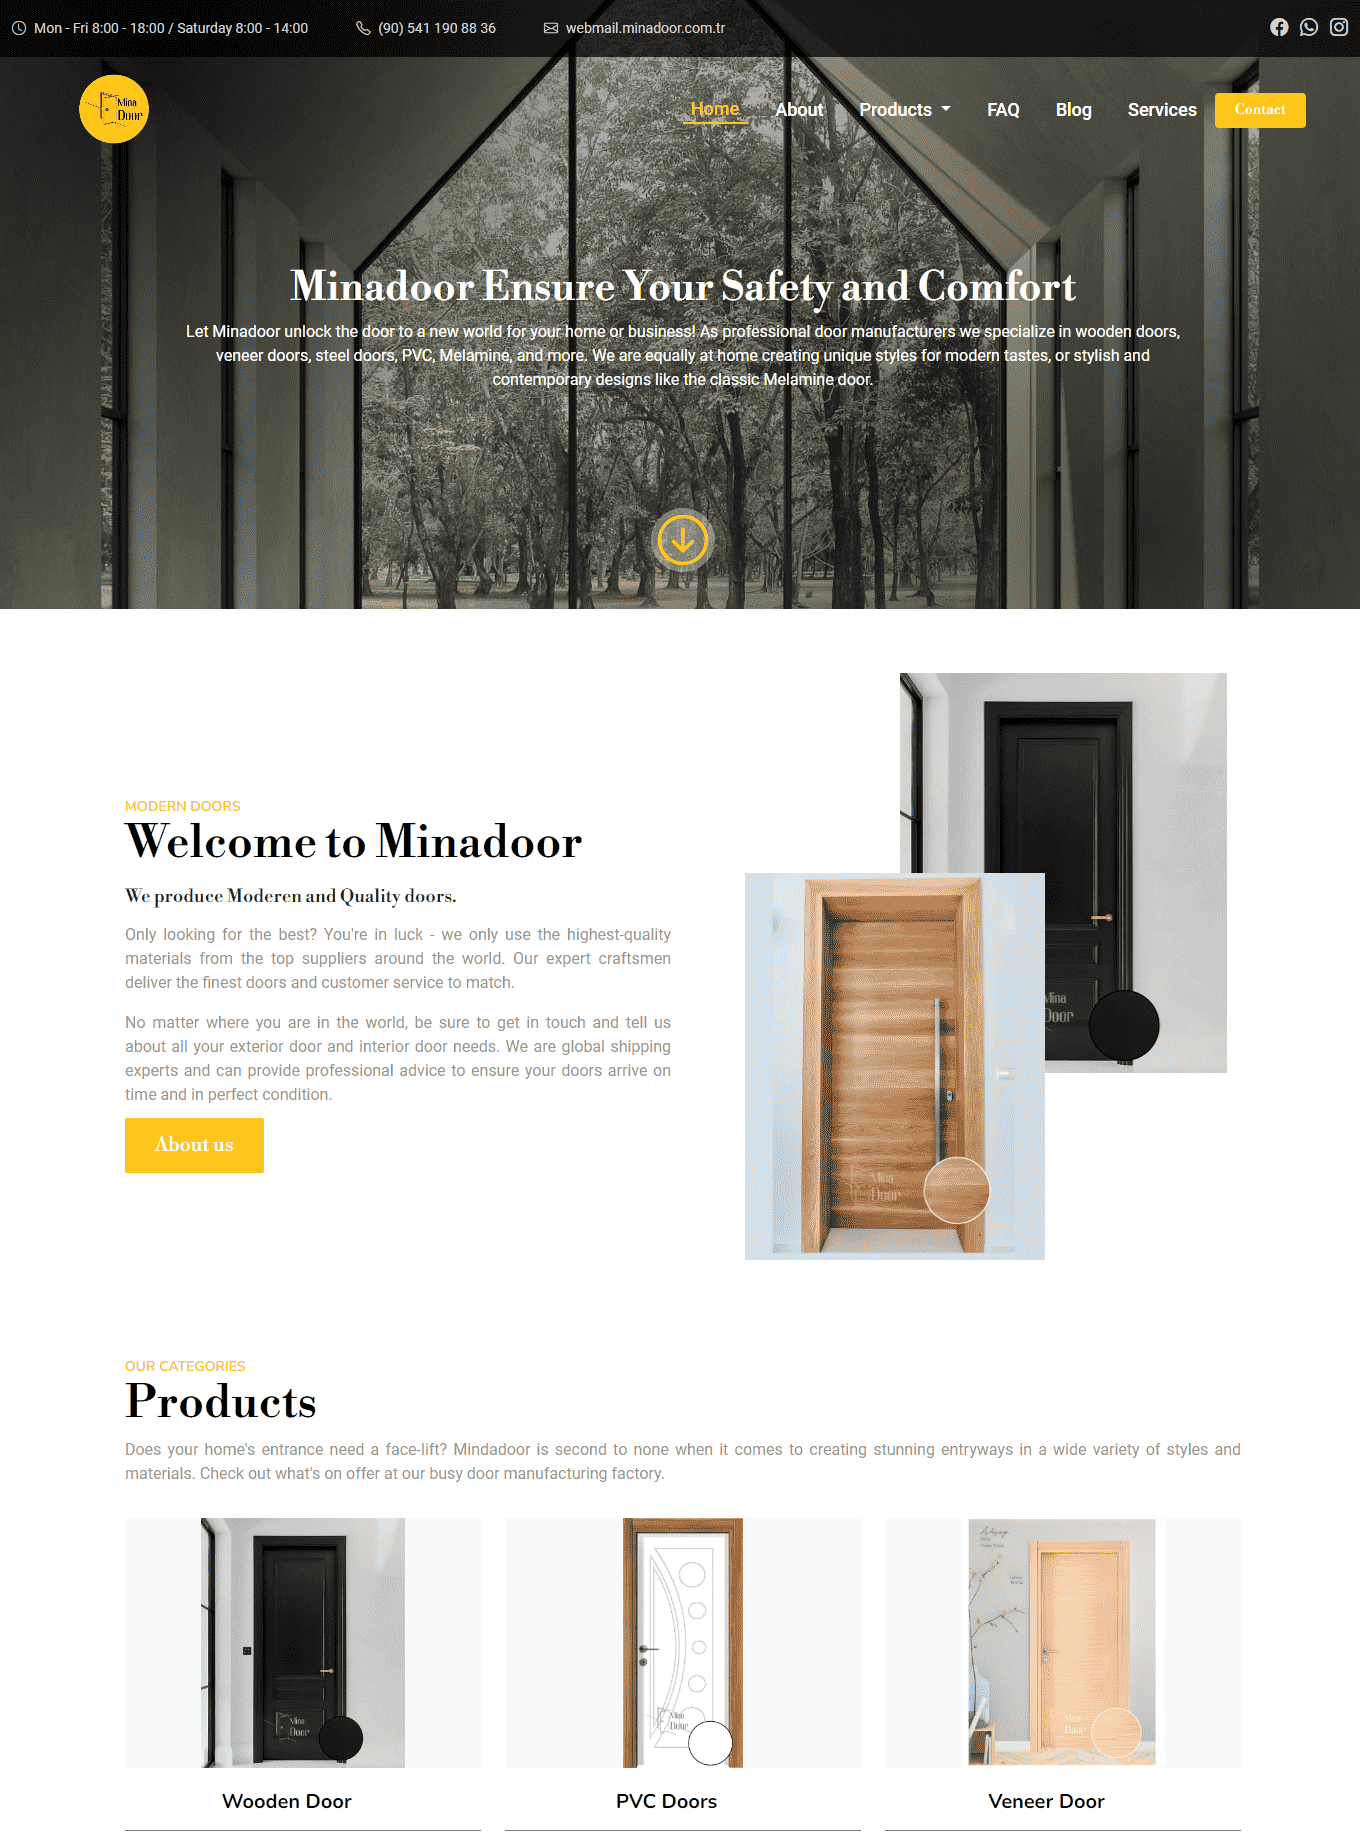 Mon - Fri 8:00 - 18:00 / Saturday 8:00 - 14:00
(90) 541 190 88 36
webmail.minadoor.com.tr
Mina
Door
Home
About
Products
FAQ
Blog
Services
Contact
Minadoor Ensure Your Safety and Comfort
Let Minadoor unlock the door to a new world for your home or business! As professional door manufacturers we specialize in wooden doors,
veneer doors, steel doors, PVC, Melamine, and more. We are equally at home creating unique styles for modern tastes, or stylish and
contemporary designs like the classic Melamine door.
MODERN DOORS
Welcome to Minadoor
We produce Moderen and Quality doors.
Only looking for the best? You're in luck - we only use the highest-quality
materials from the top suppliers around the world. Our expert craftsmen
deliver the finest doors and customer service to match.
No matter where you are in the world, be sure to get in touch and tell us
about all your exterior door and interior door needs. We are global shipping
experts and can provide professional advice to ensure your doors arrive on
time and in perfect condition.
About us
Mina
Door
Mina
Door
OUR CATEGORIES
Products
Does your home's entrance need a face-lift? Mindadoor is second to none when it comes to creating stunning entryways in a wide variety of styles and
materials. Check out what's on offer at our busy door manufacturing factory.
Mina
Door
Mina
Door
Mina
Door
Wooden Door
PVC Doors
Veneer Door